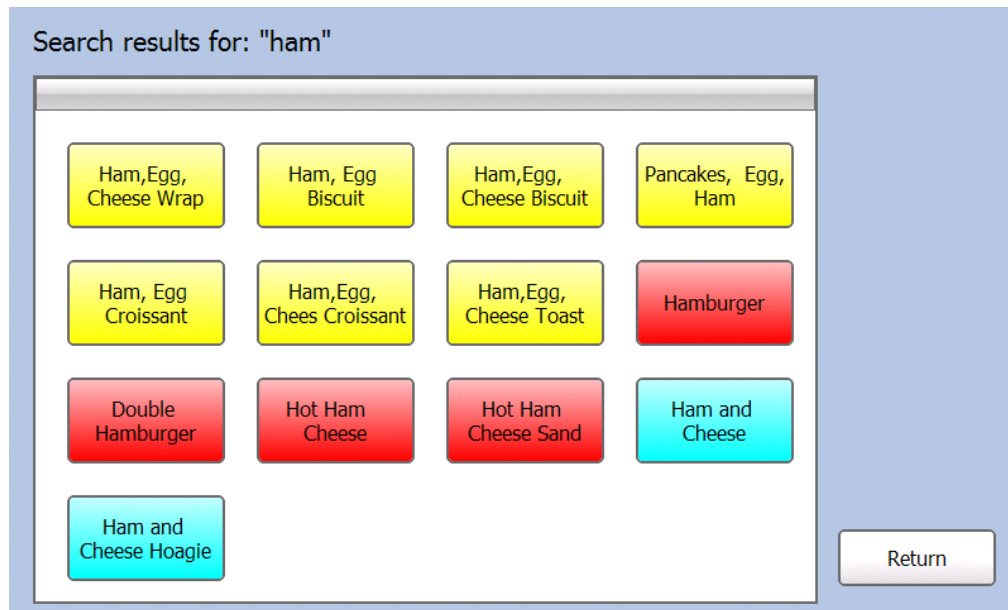 Search results for: "ham"
Ham,Egg,
Cheese Wrap
Ham, Egg
Biscuit
Ham,Egg,
Cheese Biscuit
Pancakes,  Egg,
Ham
Ham, Egg
Croissant
Ham,Egg,
Chees Croissant
Ham,Egg,
Cheese Toast
Hamburger
Double
Hamburger
Hot Ham
Cheese
Hot Ham
Cheese Sand
Ham and
Cheese
Ham and
Cheese Hoagie
Return